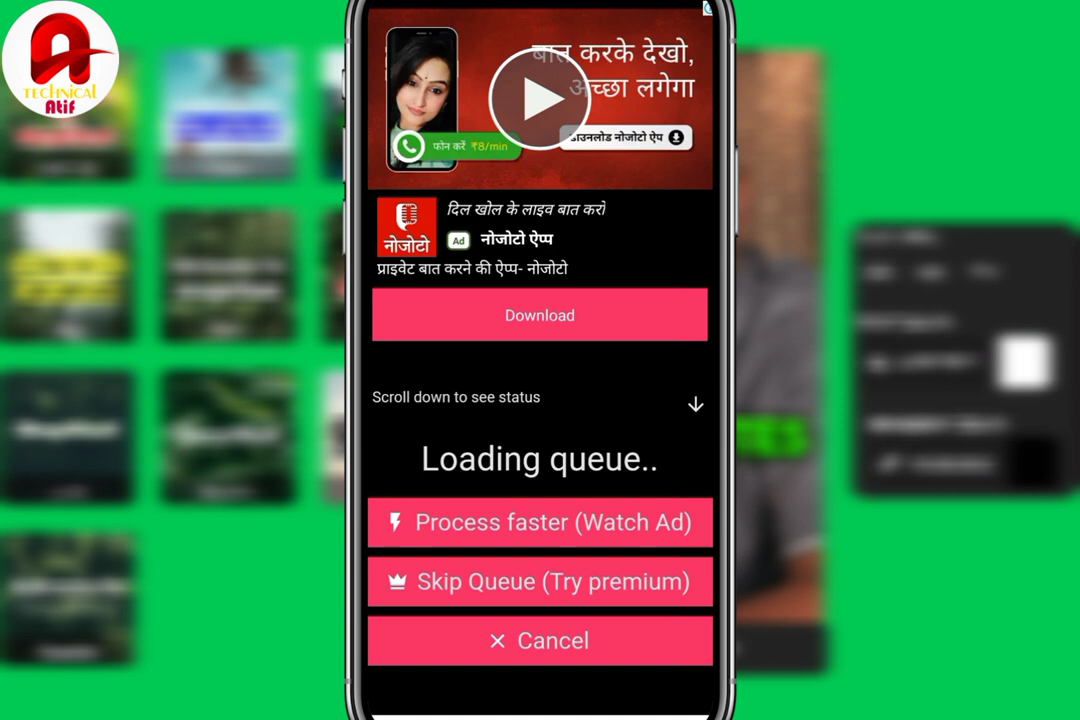 TECHNICAL
Atif
बात करके देखो,
अच्छा लगेगा
फोन करें ₹8/min
डाउनलोड नोजोटो ऐप
नोजोटो
दिल खोल के लाइव बात करो
Ad नोजोटो ऐप्प
प्राइवेट बात करने की ऐप्प- नोजोटो
Download
Scroll down to see status
Loading queue..
Process faster (Watch Ad)
Skip Queue (Try premium)
Cancel